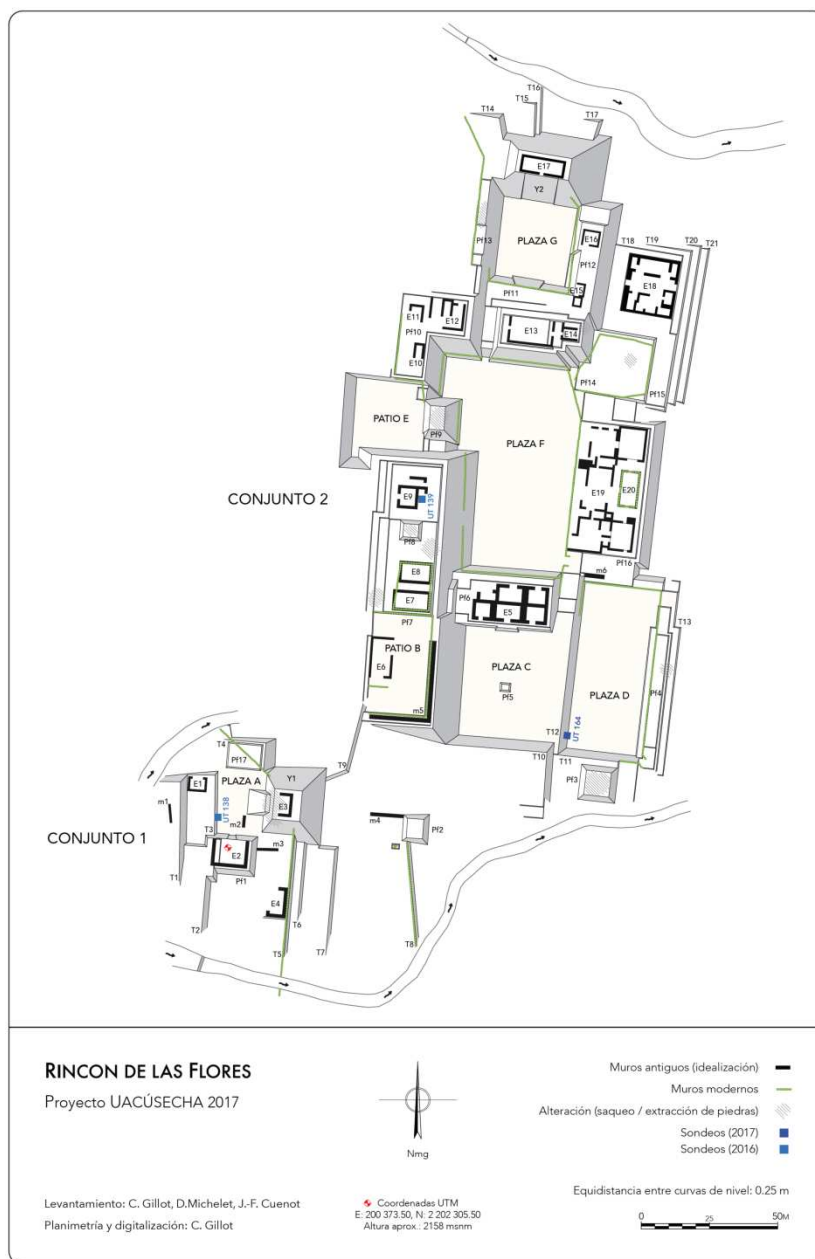 T16
T15
T14
T17
E17
Y2
PLAZA G
E16
Pf13
Pf12
T18
T19
T20
T21
E15
E18
Pf11
E11
E12
Pf10
E13
E14
E10
Pf14
Pf15
PATIO E
Pf9
PLAZA F
CONJUNTO 2
E9
UT 139
E19
E20
Pf8
E8
E7
Pf16
m6
Pf6
E5
Pf7
T13
PATIO B
E6
PLAZA C
Pf5
PLAZA D
Pf4
m5
T12
UT 164
T4
Pf17
T9
T10
T11
Pf3
PLAZA A
Y1
E1
m1
E3
UT 138
m2
m4
Pf2
CONJUNTO 1
T3
E2
m3
Pf1
T1
E4
T2
T6
T5
T7
T8
RINCON DE LAS FLORES
Proyecto UACÚSECHA 2017
Nmg
Muros antiguos (idealización)
Muros modernos
Alteración (saqueo / extracción de piedras)
Sondeos (2017)
Sondeos (2016)
Equidistancia entre curvas de nivel: 0.25 m
Levantamiento: C. Gillot, D.Michelet, J.-F. Cuenot
Planimetría y digitalización: C. Gillot
Coordenadas UTM
E: 200 373.50, N: 2 202 305.50
Altura aprox.: 2158 msnm
0 25 50M